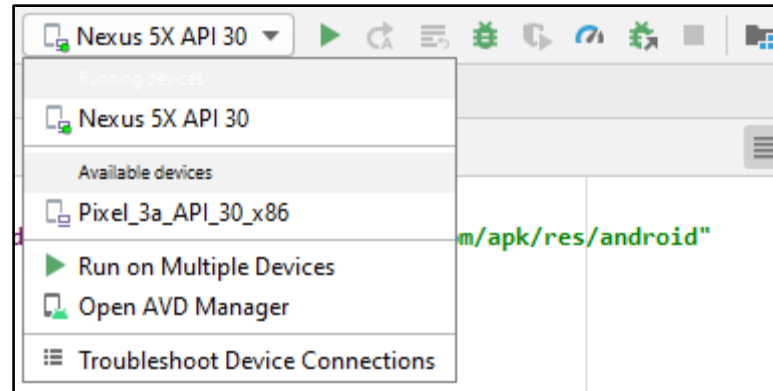 Nexus 5X API 30
Running devices
Nexus 5X API 30
Available devices
Pixel_3a_API_30_x86
m/apk/res/android"
Run on Multiple Devices
Open AVD Manager
Troubleshoot Device Connections